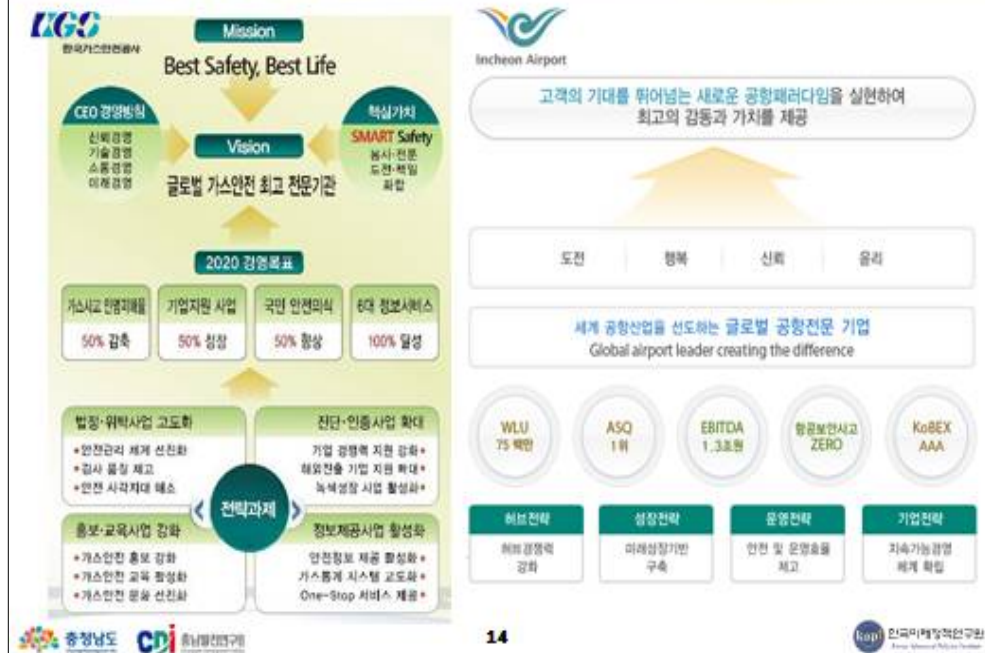 KGS
한국가스안전공사
Mission
Best Safety, Best Life
CEO 경영방침
신뢰경영
기술경영
소통경영
미래경영
핵심가치
SMART Safety
봉사·전문
도전·책임
화합
Vision
글로벌 가스안전 최고 전문기관
2020 경영목표
가스사고 인명피해율
50% 감축
기업지원 사업
50% 성장
국민 안전의식
50% 향상
6대 정보서비스
100% 달성
법정·위탁사업 고도화
•안전관리 체계 선진화
•검사 품질 제고
•안전 사각지대 해소
진단·인증사업 확대
기업 경쟁력 지원 강화•
해외진출 기업 지원 확대•
녹색성장 사업 활성화•
전략과제
홍보·교육사업 강화
•가스안전 홍보 강화
•가스안전 교육 활성화
•가스안전 문화 선진화
정보제공사업 활성화
안전정보 제공 활성화•
가스통계 시스템 고도화•
One-Stop 서비스 제공•
Incheon Airport
고객의 기대를 뛰어넘는 새로운 공항패러다임을 실현하여
최고의 감동과 가치를 제공
도전 행복 신뢰 윤리
세계 공항산업을 선도하는 글로벌 공항전문 기업
Global airport leader creating the difference
WLU
75 백만
ASQ
1위
EBITDA
1.3조원
항공보안사고
ZERO
KoBEX
AAA
허브전략
허브경쟁력
강화
성장전략
미래성장기반
구축
운영전략
안전 및 운영효율
제고
기업전략
지속가능경영
체계 확립
충청남도
CDI 충남발전연구원
14
kopi 한국미래정책연구원